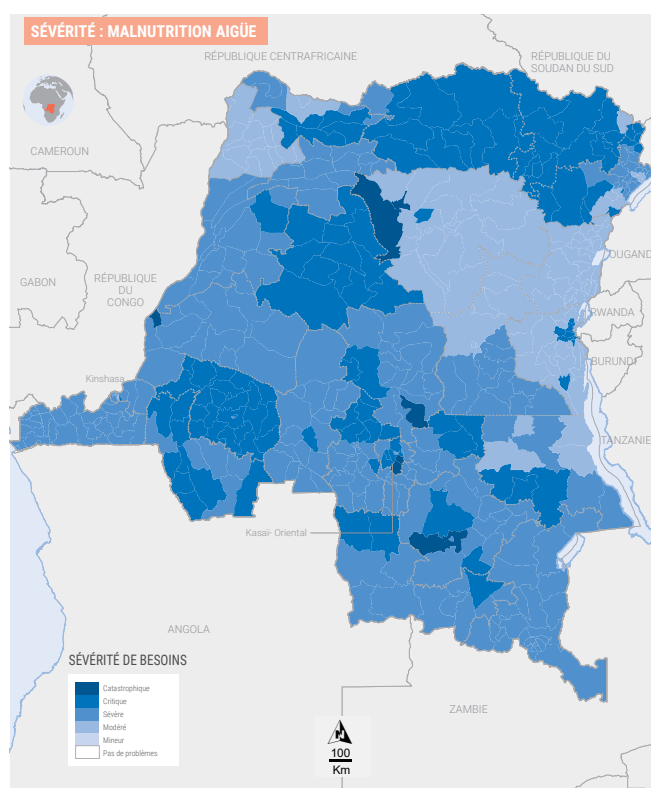 SÉVÉRITÉ : MALNUTRITION AIGÜE
RÉPUBLIQUE CENTRAFRICAINE
RÉPUBLIQUE DU
SOUDAN DU SUD
CAMEROUN
GABON
RÉPUBLIQUE
DU
CONGO
OUGAND
RWANDA
BURUNDI
Kinshasa
TANZANIE
Kasaï- Oriental
ANGOLA
ZAMBIE
SÉVÉRITÉ DE BESOINS
Catastrophique
Critique
Sévère
Modéré
Mineur
Pas de problèmes
N
100
Km